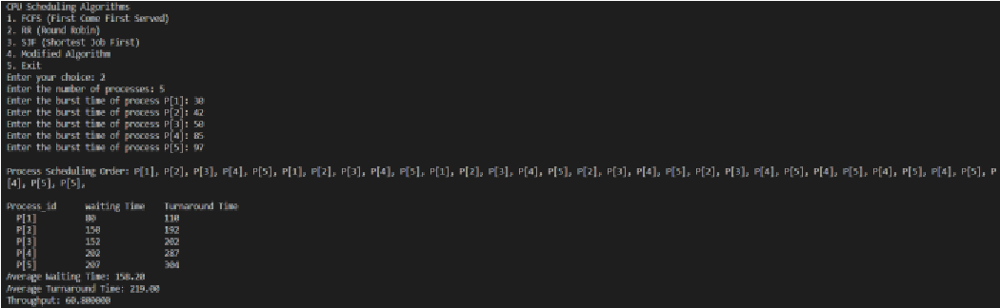 CPU Scheduling Algorithms
1. FCFS (First Come First Served)
2. RR (Round Robin)
3. SJF (Shortest Job First)
4. Modified Algorithm
5. Exit
Enter your choice: 2
Enter the number of processes: 5
Enter the burst time of process P[1]: 30
Enter the burst time of process P[2]: 42
Enter the burst time of process P[3]: 50
Enter the burst time of process P[4]: 85
Enter the burst time of process P[5]: 97
Process Scheduling Order: P[1], P[2], P[3], P[4], P[5], P[1], P[2], P[3], P[4], P[5], P[1], P[2], P[3], P[4], P[5], P[2], P[3], P[4], P[5], P[2], P[3], P[4], P[5], P[4], P[5], P[4], P[5], P[4], P[5], P
[4], P[5], P[5],
Process_id Waiting Time Turnaround Time
P[1] 80 110
P[2] 150 192
P[3] 152 202
P[4] 202 287
P[5] 207 304
Average Waiting Time: 158.20
Average Turnaround Time: 219.00
Throughput: 60.800000